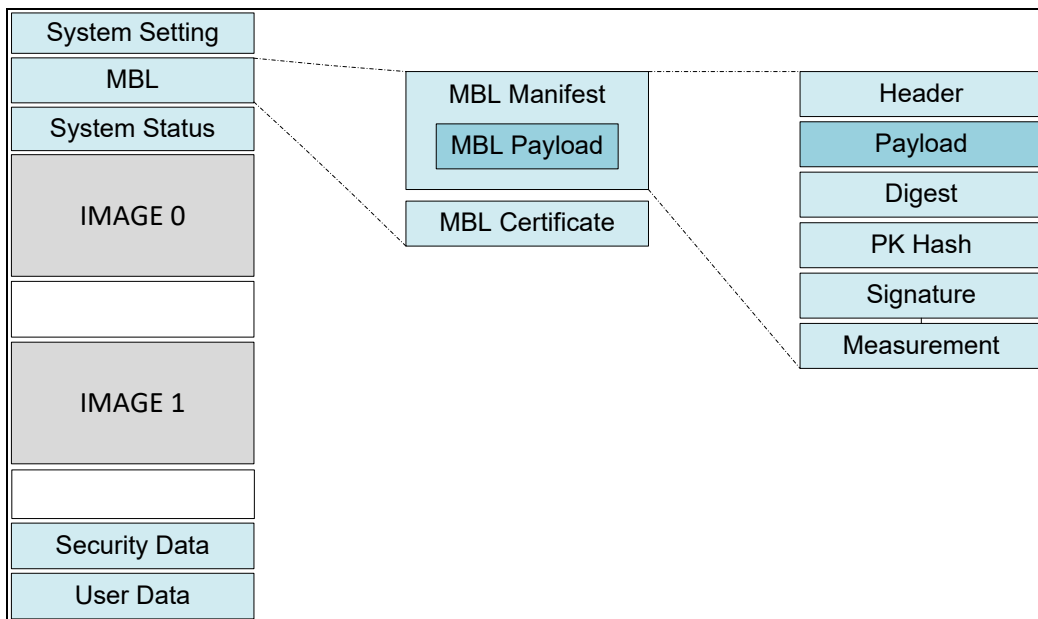 System Setting
MBL
System Status
IMAGE 0
IMAGE 1
Security Data
User Data
MBL Manifest
MBL Payload
MBL Certificate
Header
Payload
Digest
PK Hash
Signature
Measurement